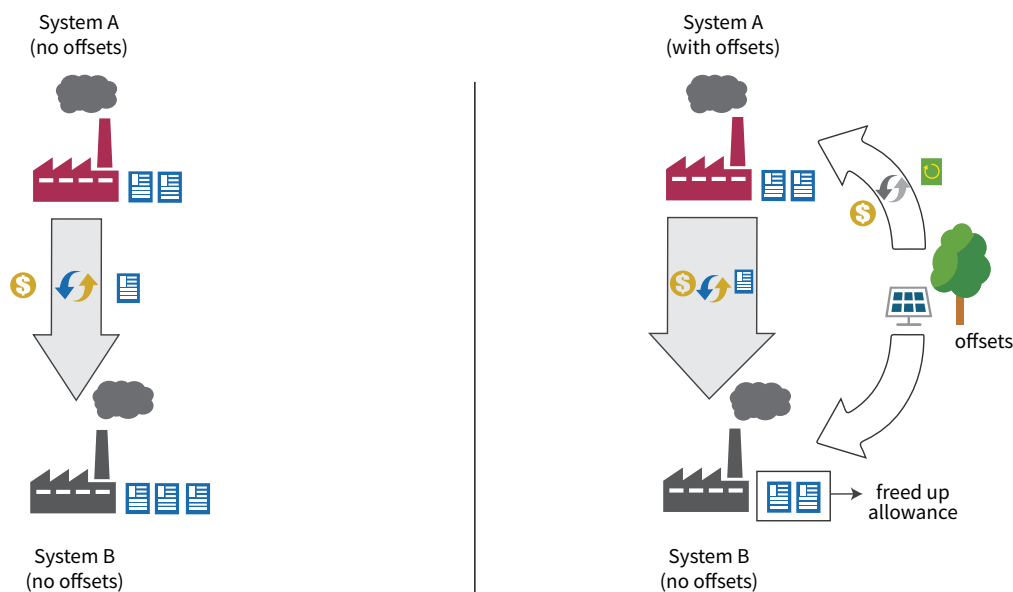 System A
(no offsets)
$
System B
(no offsets)
System A
(with offsets)
$
$
offsets
freed up
allowance
System B
(no offsets)